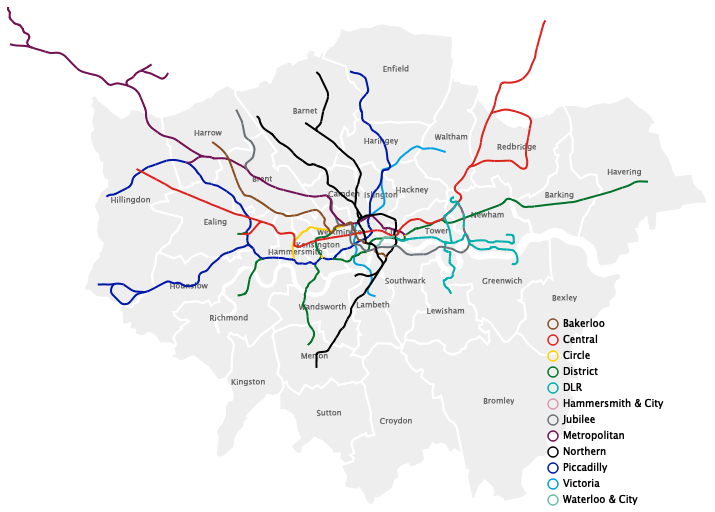 Enfield
Barnet
Harrow
Haringey
Waltham
Redbridge
Havering
Brent
Camden
Islington
Hackney
Barking
Hillingdon
Ealing
Westminster
Tower
Newham
Kensington
Hammersmith
Hounslow
Southwark
Greenwich
Bexley
Richmond
Wandsworth
Lambeth
Lewisham
Merton
Kingston
Sutton
Croydon
Bromley
Bakerloo
Central
Circle
District
DLR
Hammersmith & City
Jubilee
Metropolitan
Northern
Piccadilly
Victoria
Waterloo & City